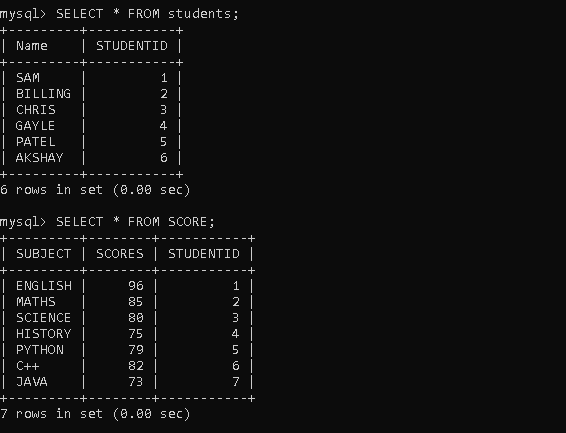 mysql> SELECT * FROM students;
+---------+-----------+
| Name    | STUDENTID |
+---------+-----------+
| SAM     |         1 |
| BILLING |         2 |
| CHRIS   |         3 |
| GAYLE   |         4 |
| PATEL   |         5 |
| AKSHAY  |         6 |
+---------+-----------+
6 rows in set (0.00 sec)
mysql> SELECT * FROM SCORE;
+---------+--------+-----------+
| SUBJECT | SCORES | STUDENTID |
+---------+--------+-----------+
| ENGLISH |     96 |         1 |
| MATHS   |     85 |         2 |
| SCIENCE |     80 |         3 |
| HISTORY |     75 |         4 |
| PYTHON  |     79 |         5 |
| C++     |     82 |         6 |
| JAVA    |     73 |         7 |
+---------+--------+-----------+
7 rows in set (0.00 sec)